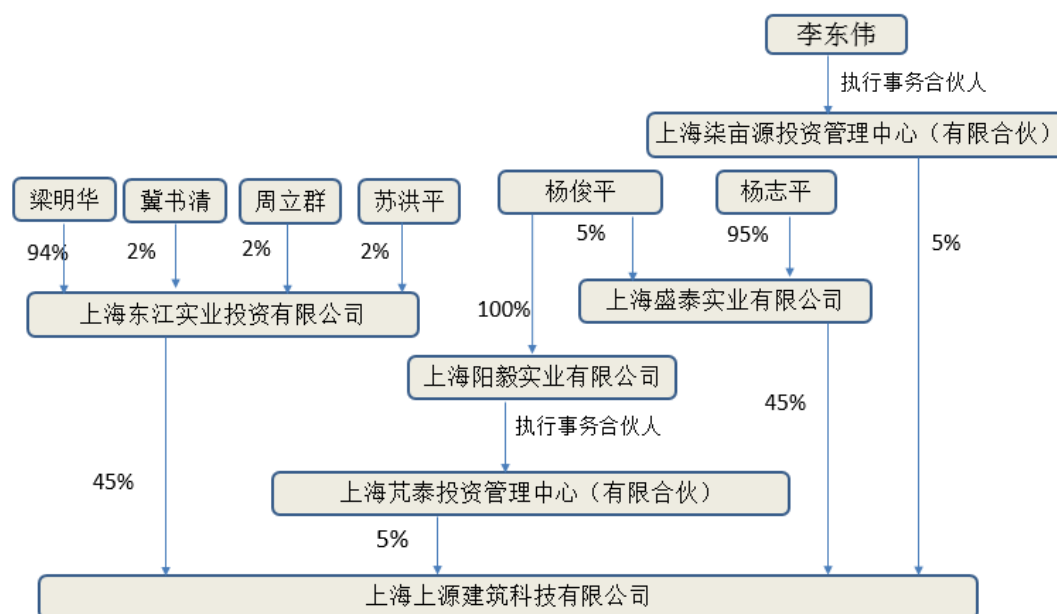 李东伟
执行事务合伙人
上海柒亩源投资管理中心（有限合伙）
梁明华
冀书清
周立群
苏洪平
杨俊平
杨志平
94%
2%
2%
2%
5%
95%
5%
上海东江实业投资有限公司
上海盛泰实业有限公司
100%
上海阳毅实业有限公司
执行事务合伙人
45%
45%
上海芃泰投资管理中心（有限合伙）
5%
上海上源建筑科技有限公司